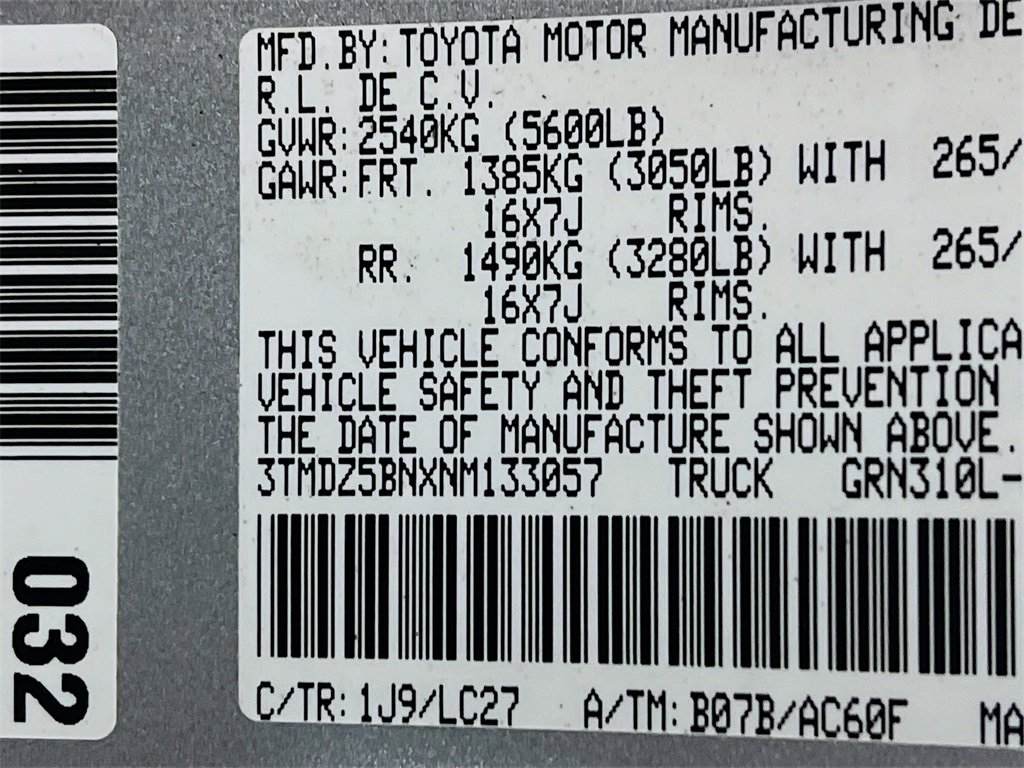 MFD.BY:TOYOTA MOTOR MANUFACTURING DE
R.L. DE C.V.
GVWR:2540KG (5600LB)
GAWR:FRT. 1385KG (3050LB) WITH 265/
16X7J RIMS.
RR. 1490KG (3280LB) WITH 265/
16X7J RIMS.
THIS VEHICLE CONFORMS TO ALL APPLICA
VEHICLE SAFETY AND THEFT PREVENTION
THE DATE OF MANUFACTURE SHOWN ABOVE.
3TMDZ5BNXNM133057 TRUCK GRN310L-
C/TR:1J9/LC27 A/TM:B07B/AC60F MA
032